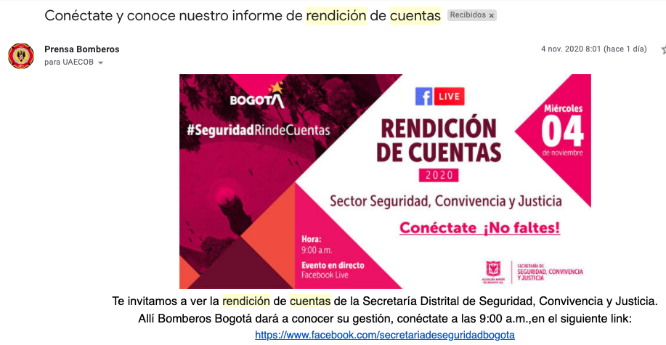 Conéctate y conoce nuestro informe de rendición de cuentas Recibidos x
Prensa Bomberos
para UAECOB
4 nov. 2020 8:01 (hace 1 día)
BOGOTÁ
#SeguridadRindeCuentas
f LIVE
RENDICIÓN
DE CUENTAS
2020
Miércoles
04
de noviembre
Sector Seguridad, Convivencia y Justicia
Conéctate ¡No faltes!
Hora:
9:00 a.m.
Evento en directo
Facebook Live
SECRETARÍA DE
SEGURIDAD, CONVIVENCIA
Y JUSTICIA
Te invitamos a ver la rendición de cuentas de la Secretaría Distrital de Seguridad, Convivencia y Justicia.
Allí Bomberos Bogotá dará a conocer su gestión, conéctate a las 9:00 a.m.,en el siguiente link:
https://www.facebook.com/secretariadeseguridadbogota